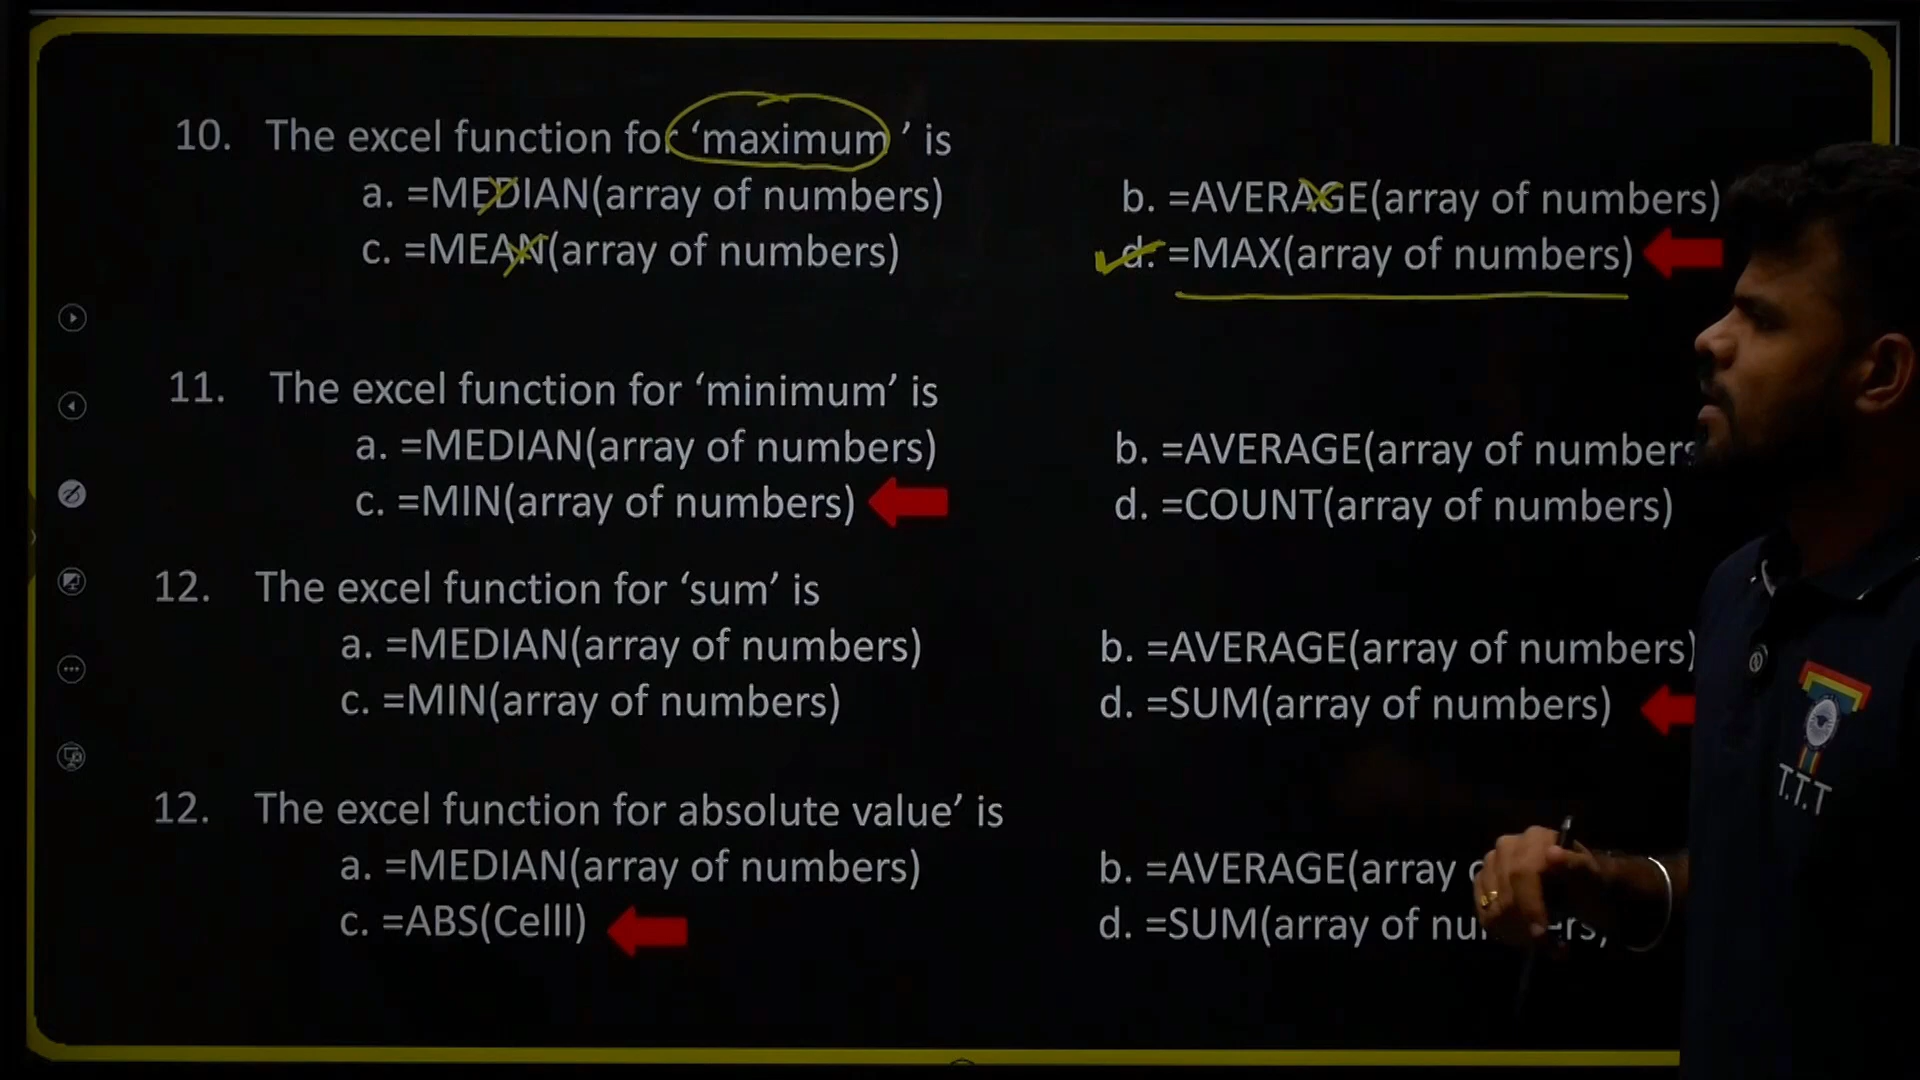 10. The excel function for ‘maximum ’ is
a. =MEDIAN(array of numbers) b. =AVERAGE(array of numbers)
c. =MEAN(array of numbers) d. =MAX(array of numbers)
11. The excel function for ‘minimum’ is
a. =MEDIAN(array of numbers) b. =AVERAGE(array of numbers
c. =MIN(array of numbers) d. =COUNT(array of numbers)
12. The excel function for ‘sum’ is
a. =MEDIAN(array of numbers) b. =AVERAGE(array of numbers)
c. =MIN(array of numbers) d. =SUM(array of numbers)
12. The excel function for absolute value’ is
a. =MEDIAN(array of numbers) b. =AVERAGE(array
c. =ABS(Celll) d. =SUM(array of
T.T.T